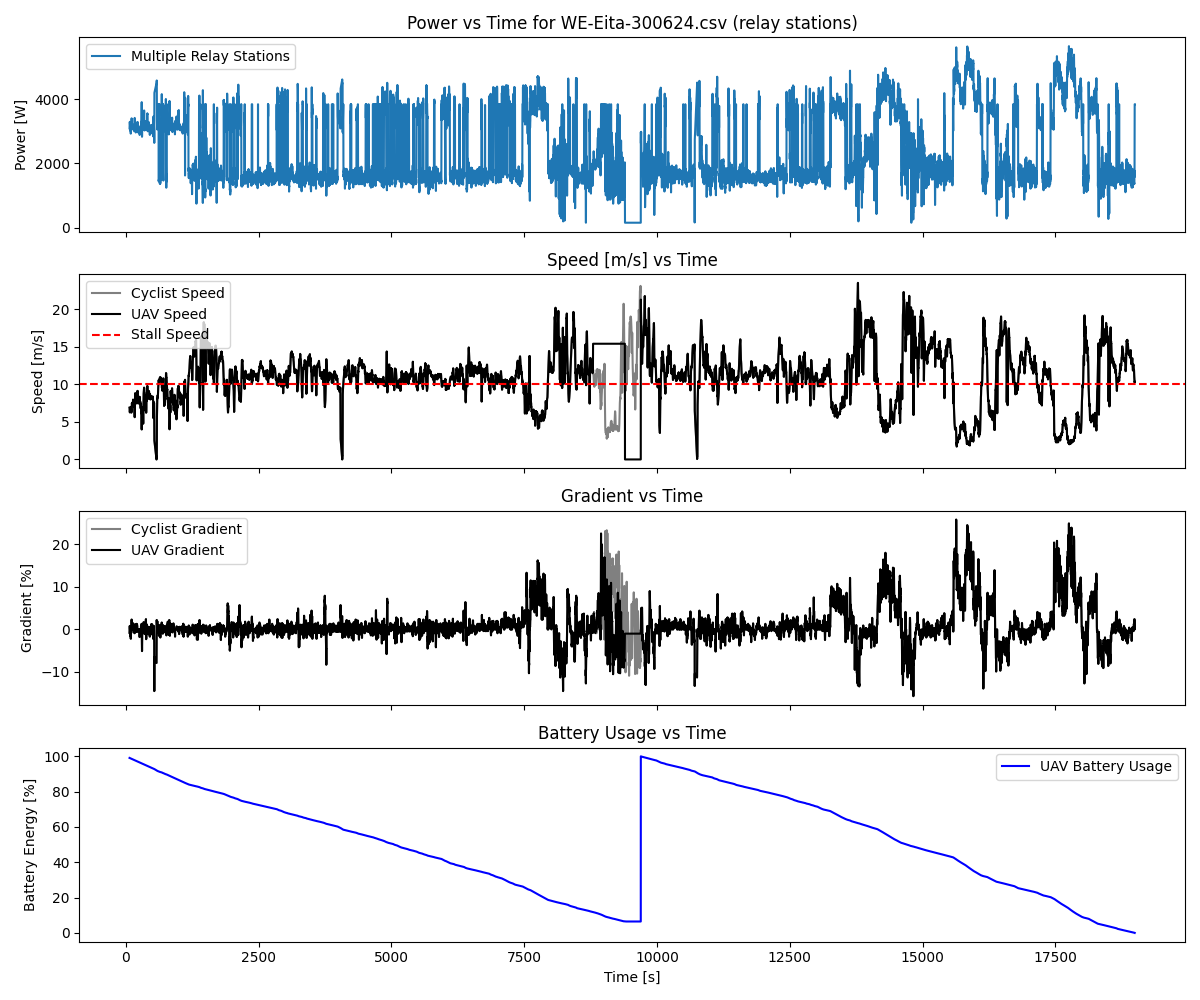 Power vs Time for WE-Eita-300624.csv (relay stations)
Multiple Relay Stations
Power [W]
4000
2000
0
Speed [m/s] vs Time
Cyclist Speed
UAV Speed
Stall Speed
Speed [m/s]
20
15
10
5
0
Gradient vs Time
Cyclist Gradient
UAV Gradient
Gradient [%]
20
10
0
−10
Battery Usage vs Time
UAV Battery Usage
Battery Energy [%]
100
80
60
40
20
0
0 2500 5000 7500 10000 12500 15000 17500
Time [s]